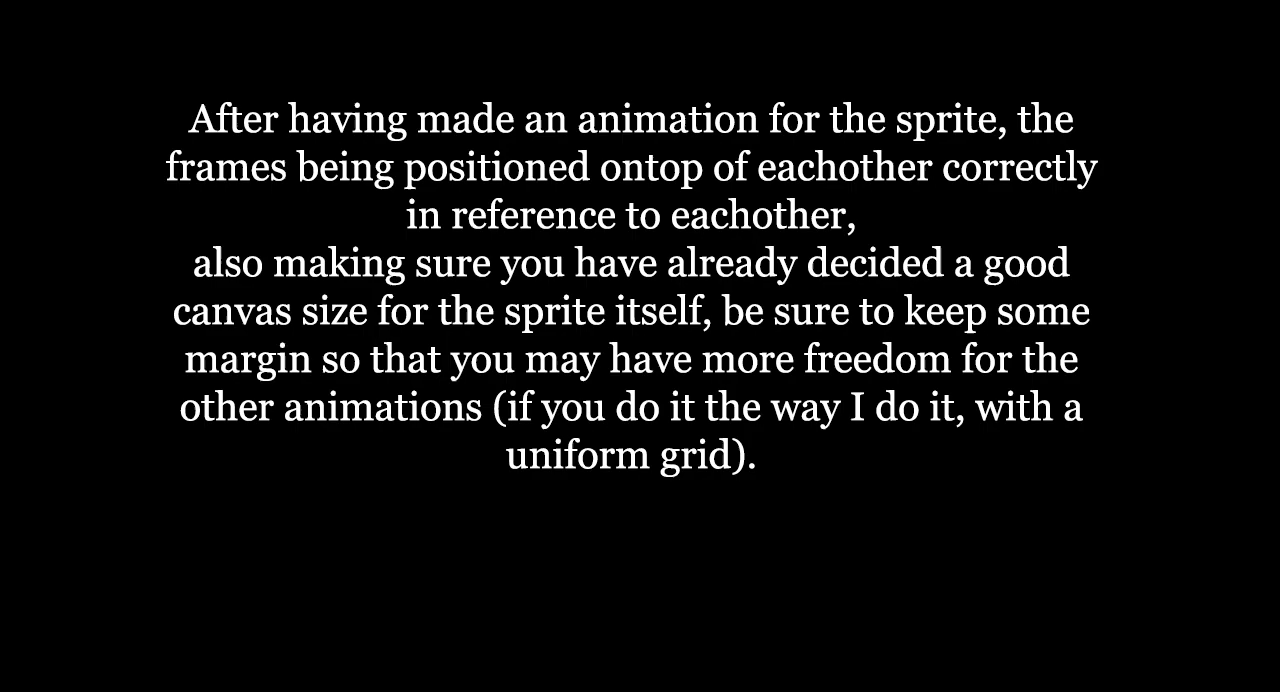 After having made an animation for the sprite, the
frames being positioned ontop of eachother correctly
in reference to eachother,
also making sure you have already decided a good
canvas size for the sprite itself, be sure to keep some
margin so that you may have more freedom for the
other animations (if you do it the way I do it, with a
uniform grid).